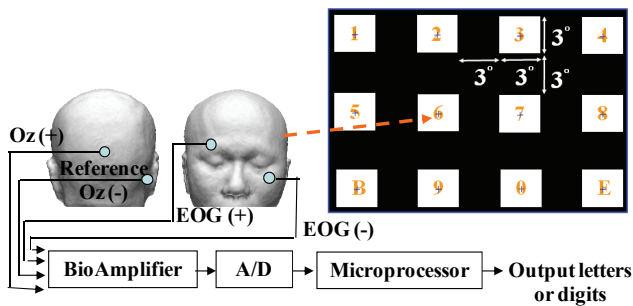 1 2 3 4
3°
3° 3° 3°
5 6 7 8
B 9 0 E
Oz (+)
Reference
Oz (-)
EOG (+)
EOG (-)
BioAmplifier
A/D
Microprocessor
Output letters
or digits